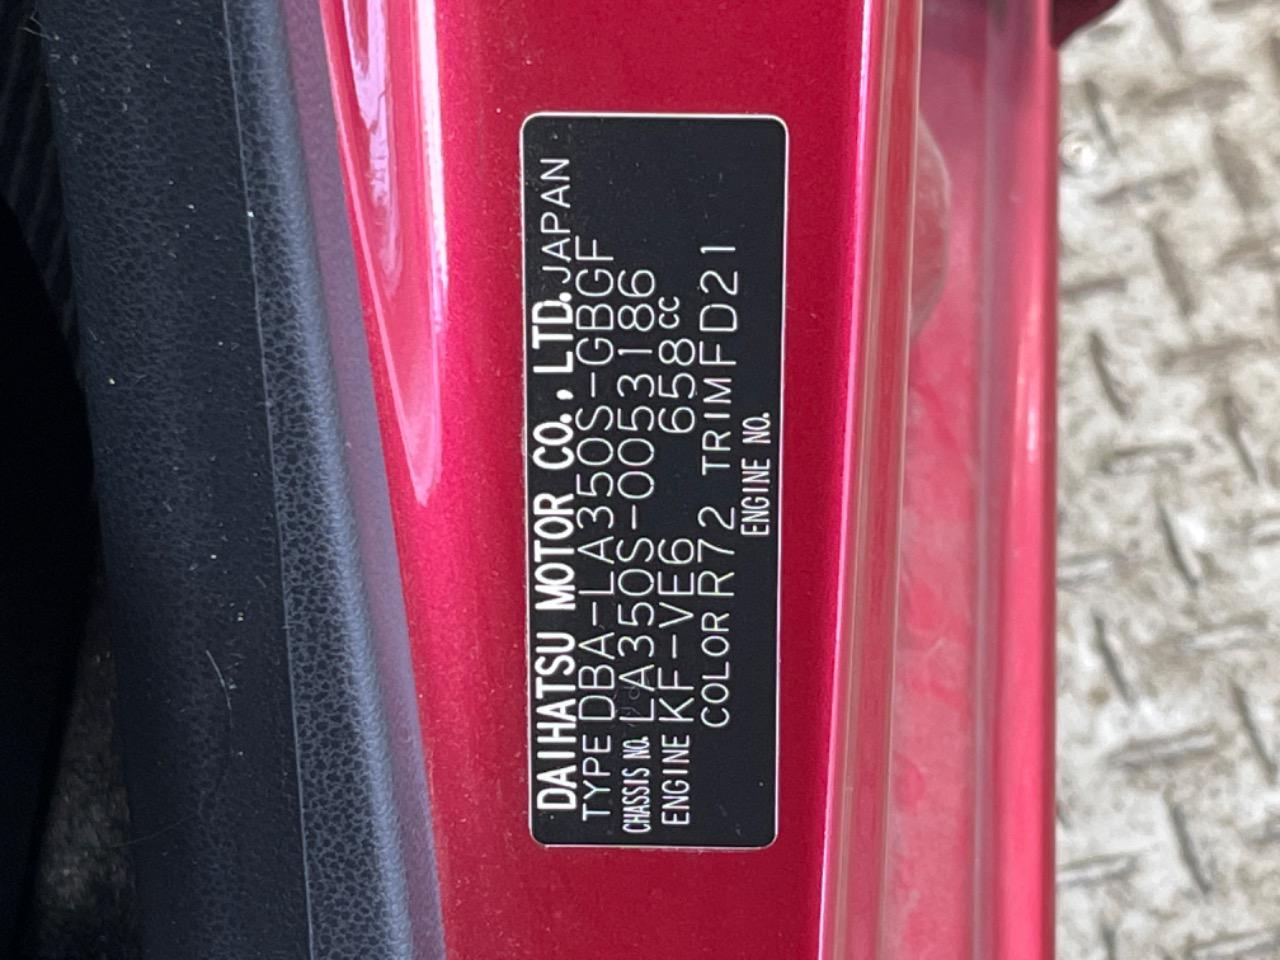 DAIHATSU MOTOR CO., LTD. JAPAN
TYPE DBA-LA350S-GBGF
CHASSIS NO. LA350S-0053186
ENGINE KF-VE6 658cc
COLOR R72 TRIM FD21
ENGINE NO.